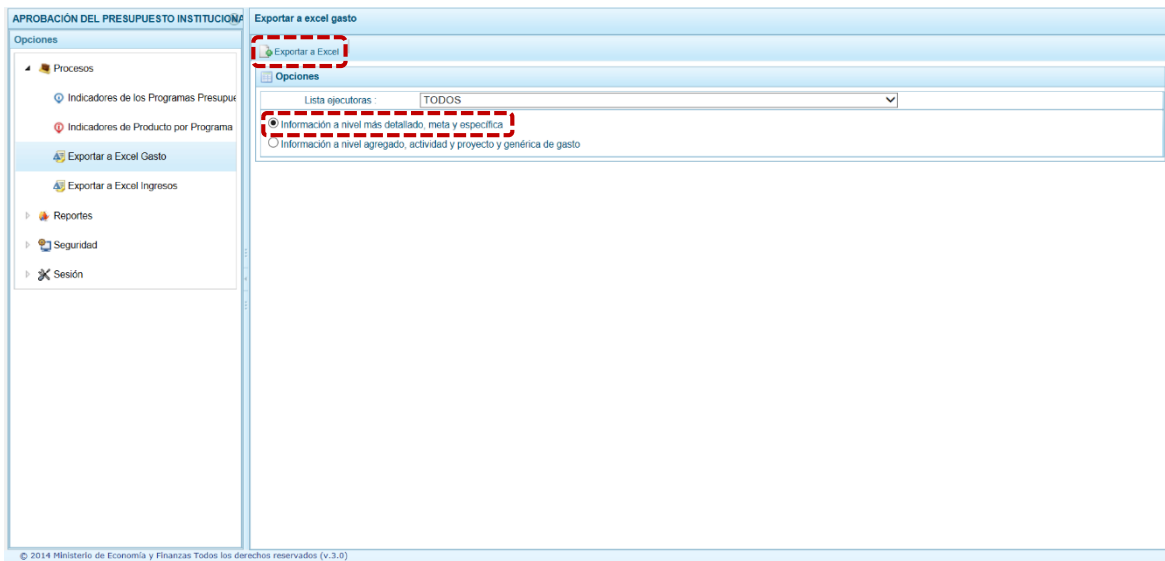 APROBACIÓN DEL PRESUPUESTO INSTITUCIONA
Opciones
Procesos
Indicadores de los Programas Presupue
Indicadores de Producto por Programa
Exportar a Excel Gasto
Exportar a Excel Ingresos
Reportes
Seguridad
Sesión
Exportar a excel gasto
Exportar a Excel
Opciones
Lista ejecutoras : TODOS
Información a nivel más detallado, meta y específica
Información a nivel agregado, actividad y proyecto y genérica de gasto
© 2014 Ministerio de Economía y Finanzas Todos los derechos reservados (v.3.0)